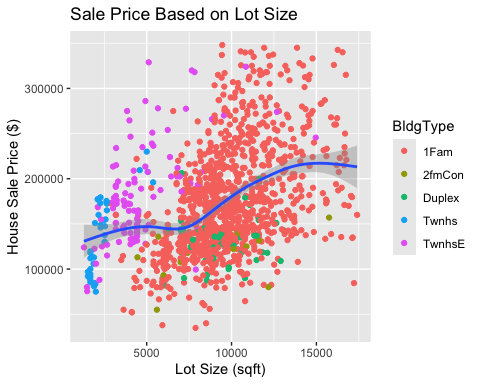 Sale Price Based on Lot Size
House Sale Price ($)
300000
200000
100000
5000 10000 15000
Lot Size (sqft)
BldgType
1Fam
2fmCon
Duplex
Twnhs
TwnhsE